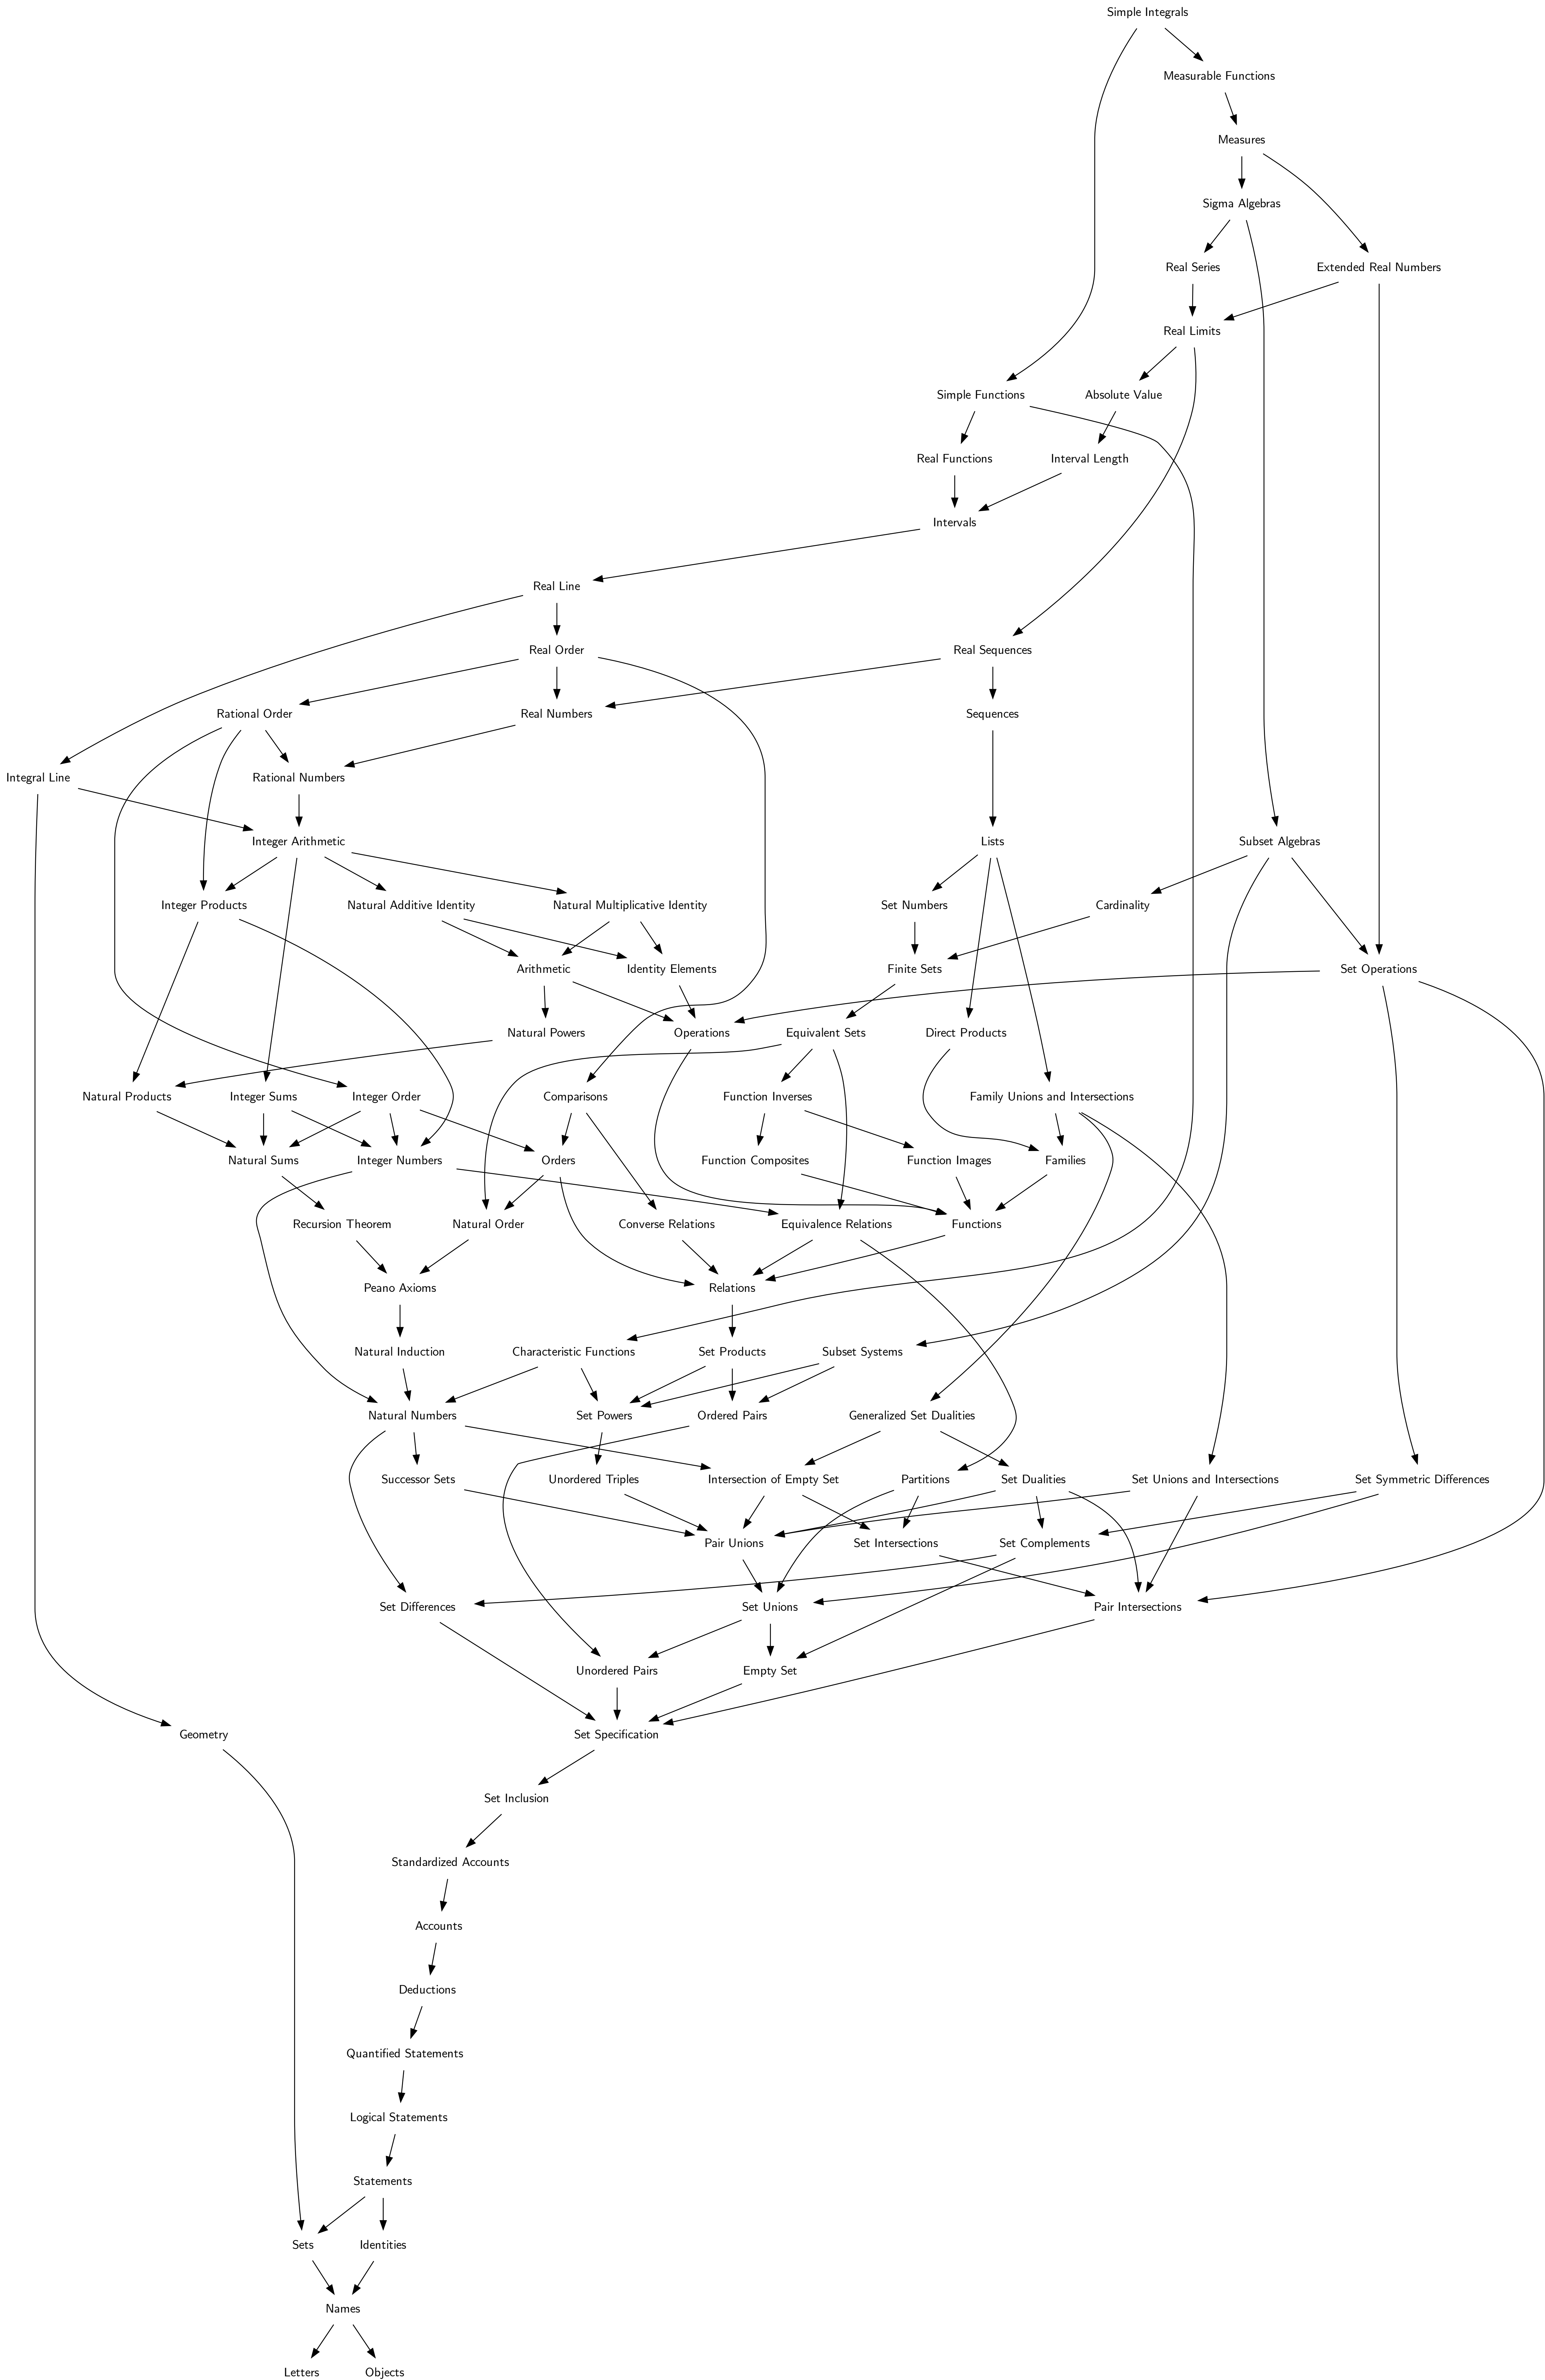 Simple Integrals
Measurable Functions
Measures
Sigma Algebras
Real Series
Extended Real Numbers
Real Limits
Simple Functions
Absolute Value
Real Functions
Interval Length
Intervals
Real Line
Real Order
Real Sequences
Rational Order
Real Numbers
Sequences
Integral Line
Rational Numbers
Integer Arithmetic
Lists
Subset Algebras
Integer Products
Natural Additive Identity
Natural Multiplicative Identity
Set Numbers
Cardinality
Arithmetic
Identity Elements
Finite Sets
Set Operations
Natural Powers
Operations
Equivalent Sets
Direct Products
Natural Products
Integer Sums
Integer Order
Comparisons
Function Inverses
Family Unions and Intersections
Natural Sums
Integer Numbers
Orders
Function Composites
Function Images
Families
Recursion Theorem
Natural Order
Converse Relations
Equivalence Relations
Functions
Peano Axioms
Relations
Natural Induction
Characteristic Functions
Set Products
Subset Systems
Natural Numbers
Set Powers
Ordered Pairs
Generalized Set Dualities
Successor Sets
Unordered Triples
Intersection of Empty Set
Partitions
Set Dualities
Set Unions and Intersections
Set Symmetric Differences
Pair Unions
Set Intersections
Set Complements
Set Differences
Set Unions
Pair Intersections
Unordered Pairs
Empty Set
Geometry
Set Specification
Set Inclusion
Standardized Accounts
Accounts
Deductions
Quantified Statements
Logical Statements
Statements
Sets
Identities
Names
Letters
Objects